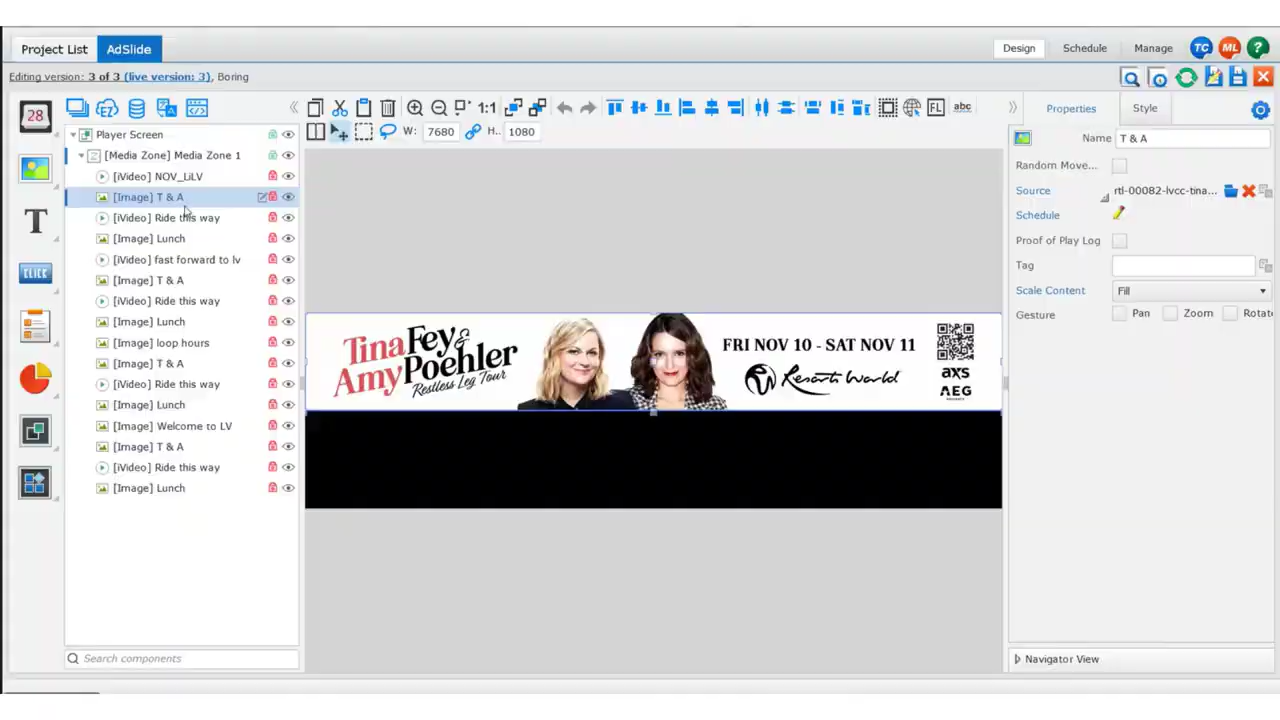 Project List
AdSlide
Design
Schedule
Manage
TC
ML
?
Editing version: 3 of 3 (live version: 3), Boring
28
1:1
FL
abc
W: 7680
H.. 1080
Player Screen
[Media Zone] Media Zone 1
[iVideo] NOV_LiLV
[Image] T & A
[iVideo] Ride this way
[Image] Lunch
[iVideo] fast forward to lv
[Image] T & A
[iVideo] Ride this way
[Image] Lunch
[Image] loop hours
[Image] T & A
[iVideo] Ride this way
[Image] Lunch
[Image] Welcome to LV
[Image] T & A
[iVideo] Ride this way
[Image] Lunch
T
CLICK
Search components
Tina Fey &
Amy Poehler
Restless Leg Tour
FRI NOV 10 - SAT NOV 11
Resorts World
axs
AEG
Properties
Style
Name T & A
Random Move...
Source rtl-00082-lvcc-tina...
Schedule
Proof of Play Log
Tag
Scale Content Fill
Gesture Pan Zoom Rotate
Navigator View